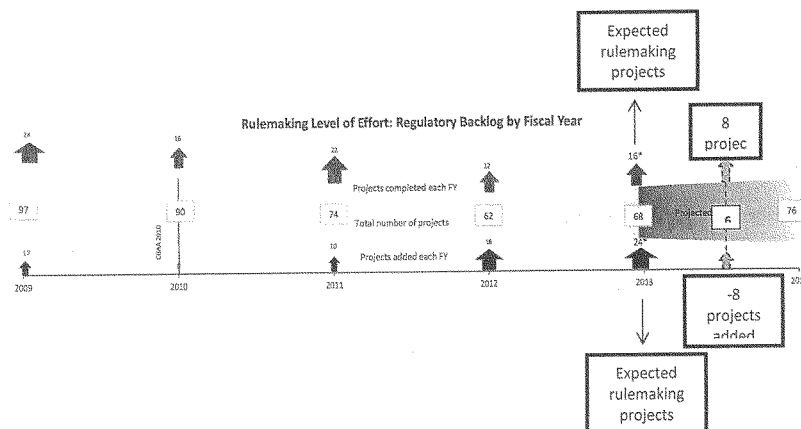 Expected
rulemaking
projects
Rulemaking Level of Effort: Regulatory Backlog by Fiscal Year
8
projec
16
22
12
16*
Projects completed each FY
97
90
74
Total number of projects
62
68
Projected
6
76
CGAA 2010
Projects added each FY
10
18
24*
2009
2010
2011
2012
2013
-8
projects
added
Expected
rulemaking
projects